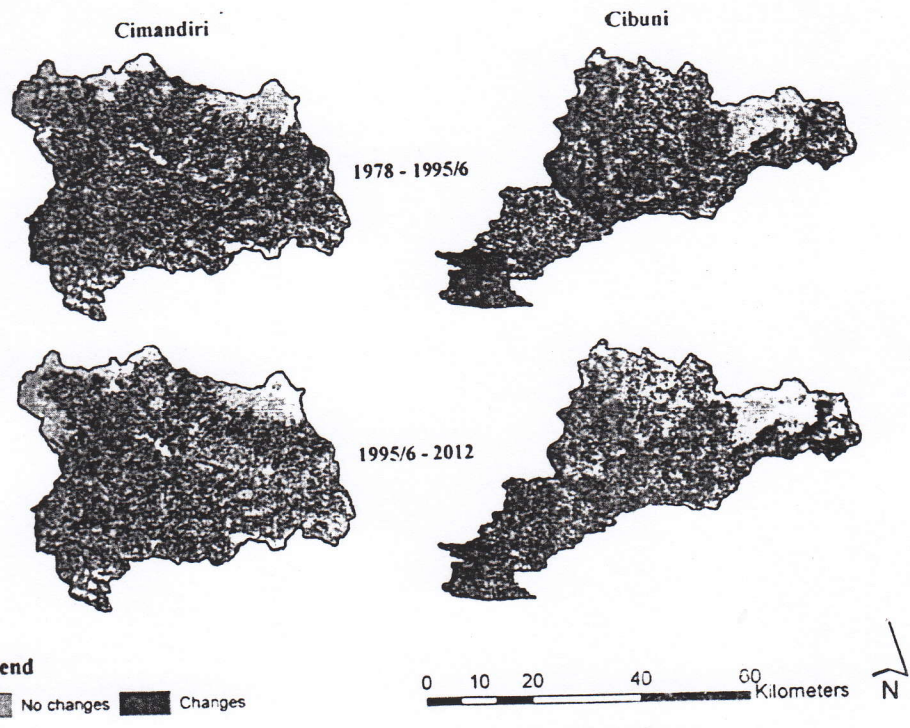 Cimandiri
Cibuni
1978 - 1995/6
1995/6 - 2012
end
No changes Changes
0 10 20 40 60 Kilometers
N